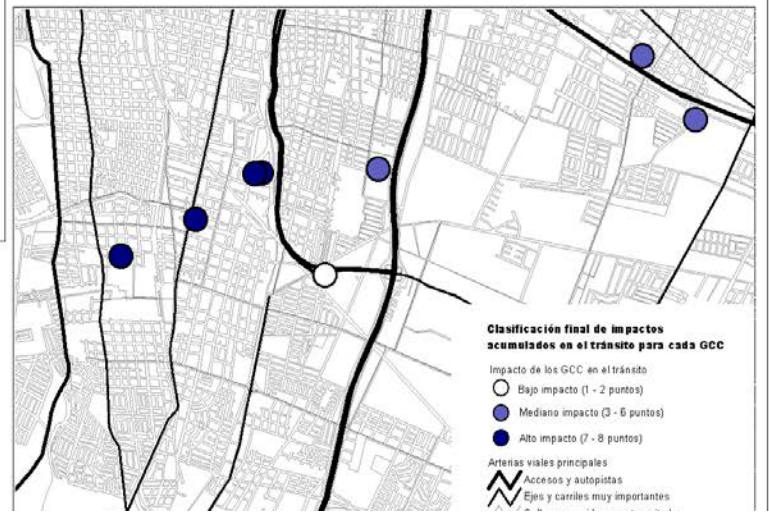 Clasificación final de impactos
acumulados en el tránsito para cada GCC
Impacto de los GCC en el tránsito
Bajo impacto (1 - 2 puntos)
Mediano impacto (3 - 6 puntos)
Alto impacto (7 - 8 puntos)
Arterias viales principales
Accesos y autopistas
Ejes y carriles muy importantes